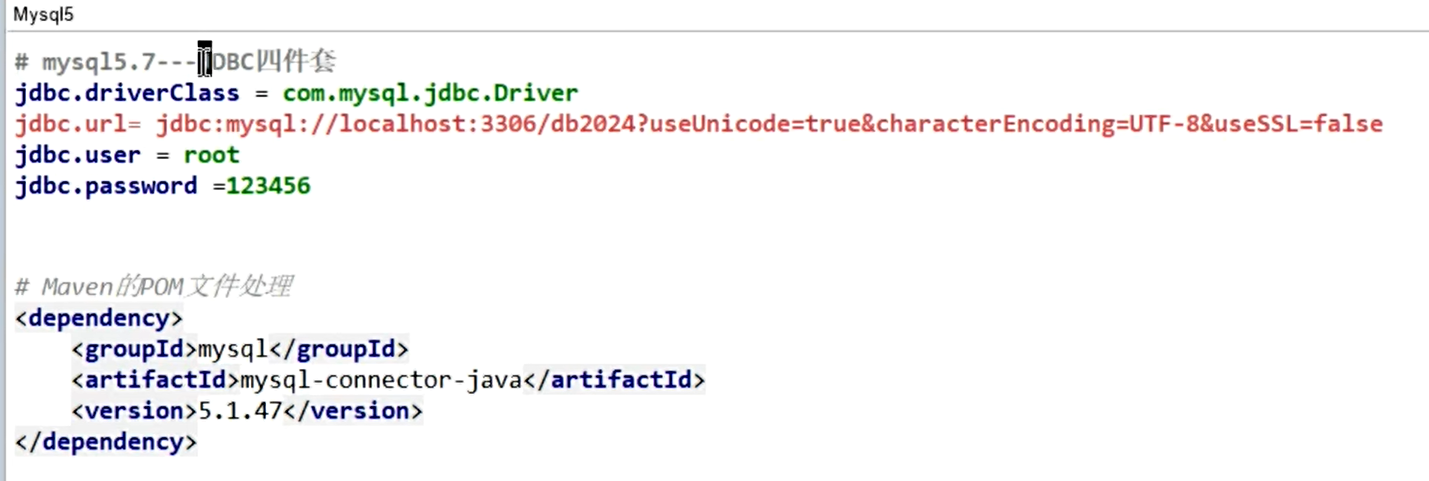 Mysql5
# mysql5.7---JDBC四件套
jdbc.driverClass = com.mysql.jdbc.Driver
jdbc.url= jdbc:mysql://localhost:3306/db2024?useUnicode=true&characterEncoding=UTF-8&useSSL=false
jdbc.user = root
jdbc.password =123456
# Maven的POM文件处理
<dependency>
    <groupId>mysql</groupId>
    <artifactId>mysql-connector-java</artifactId>
    <version>5.1.47</version>
</dependency>